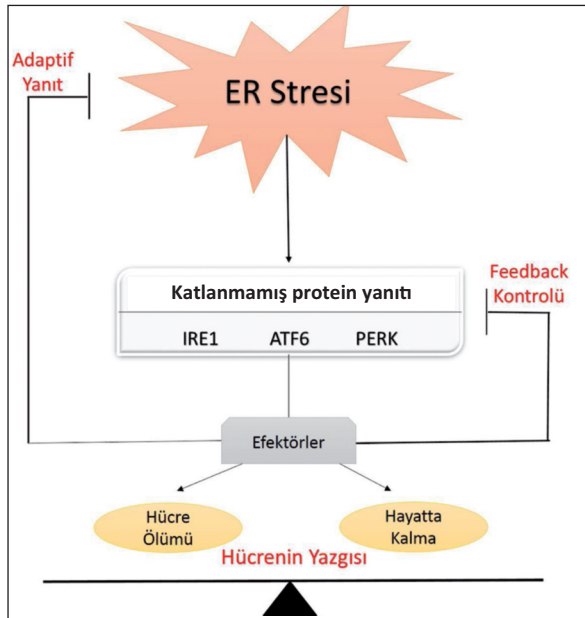 Adaptif
Yanıt
ER Stresi
Katlanmamış protein yanıtı
IRE1 ATF6 PERK
Feedback
Kontrolü
Efektörler
Hücre
Ölümü
Hayatta
Kalma
Hücrenin Yazgısı